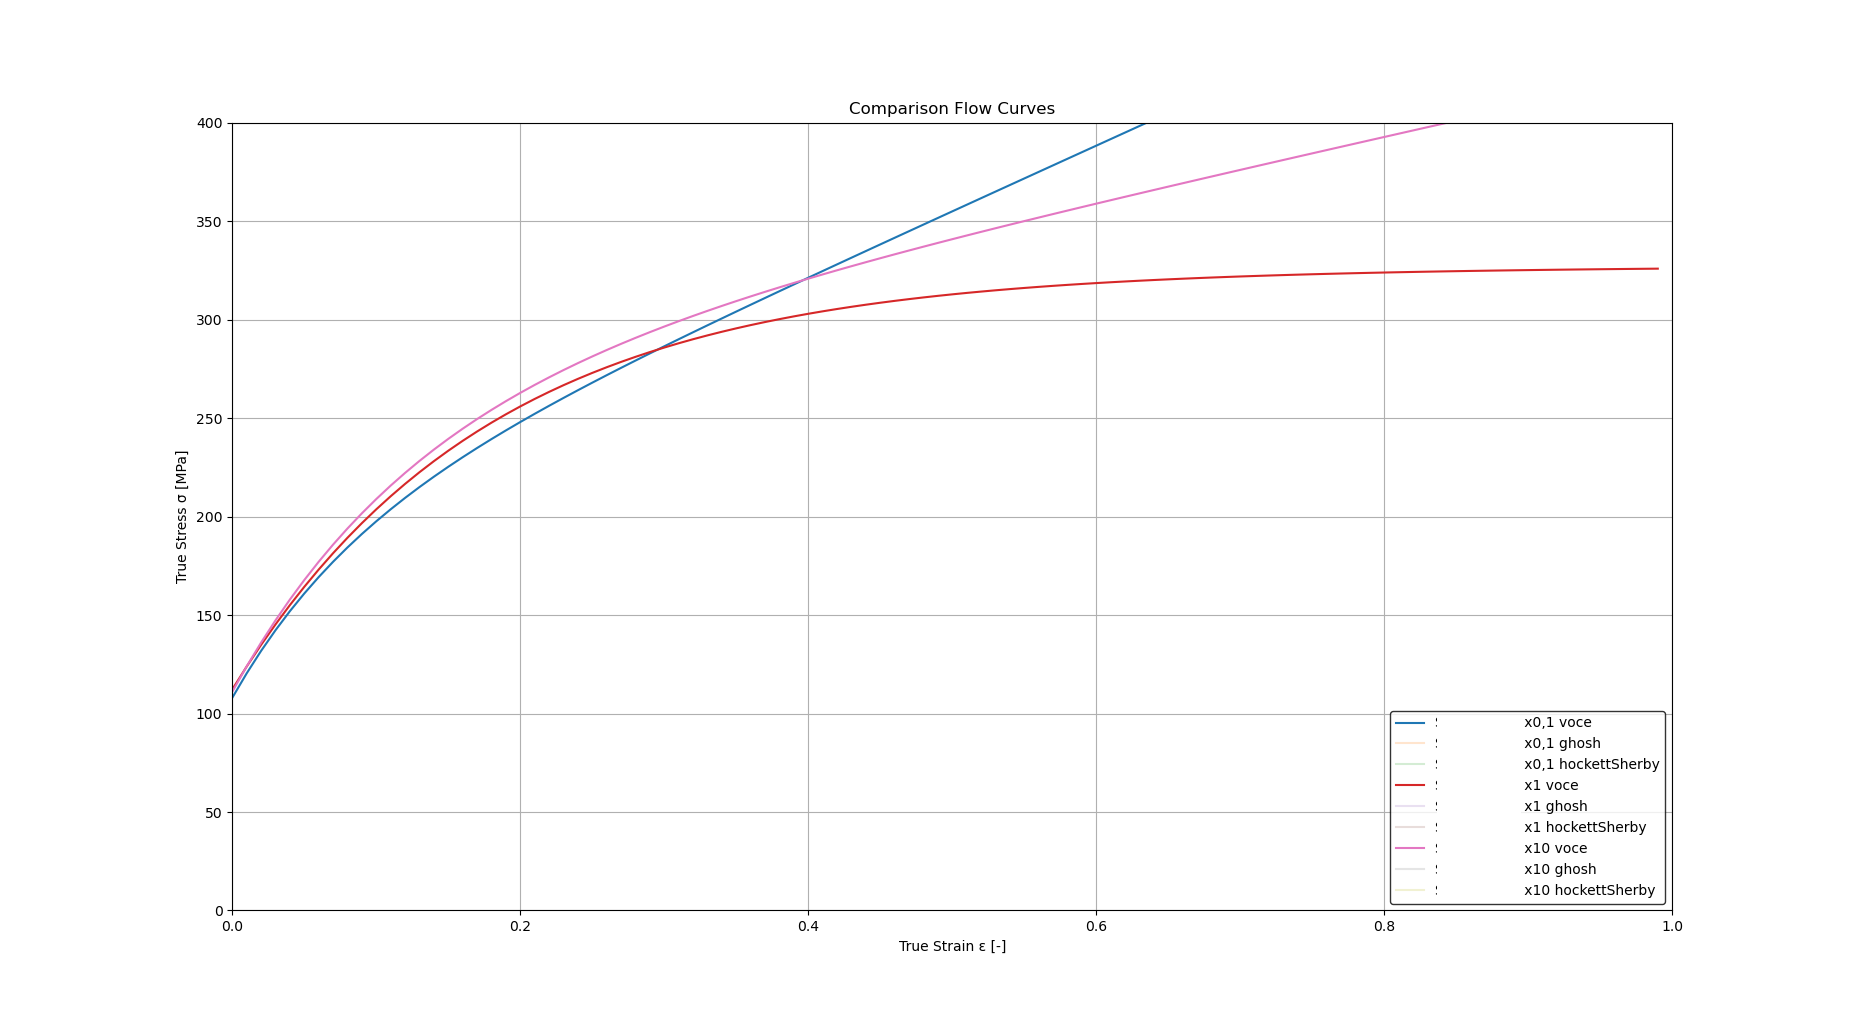 Comparison Flow Curves
400
350
300
250
200
150
100
50
0
True Stress σ [MPa]
0.0 0.2 0.4 0.6 0.8 1.0
True Strain ε [-]
x0,1 voce
x0,1 ghosh
x0,1 hockettSherby
x1 voce
x1 ghosh
x1 hockettSherby
x10 voce
x10 ghosh
x10 hockettSherby